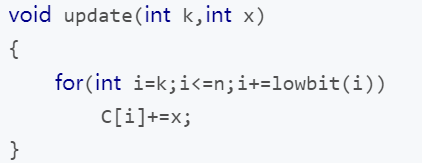 void update(int k,int x)
{
    for(int i=k;i<=n;i+=lowbit(i))
        C[i]+=x;
}